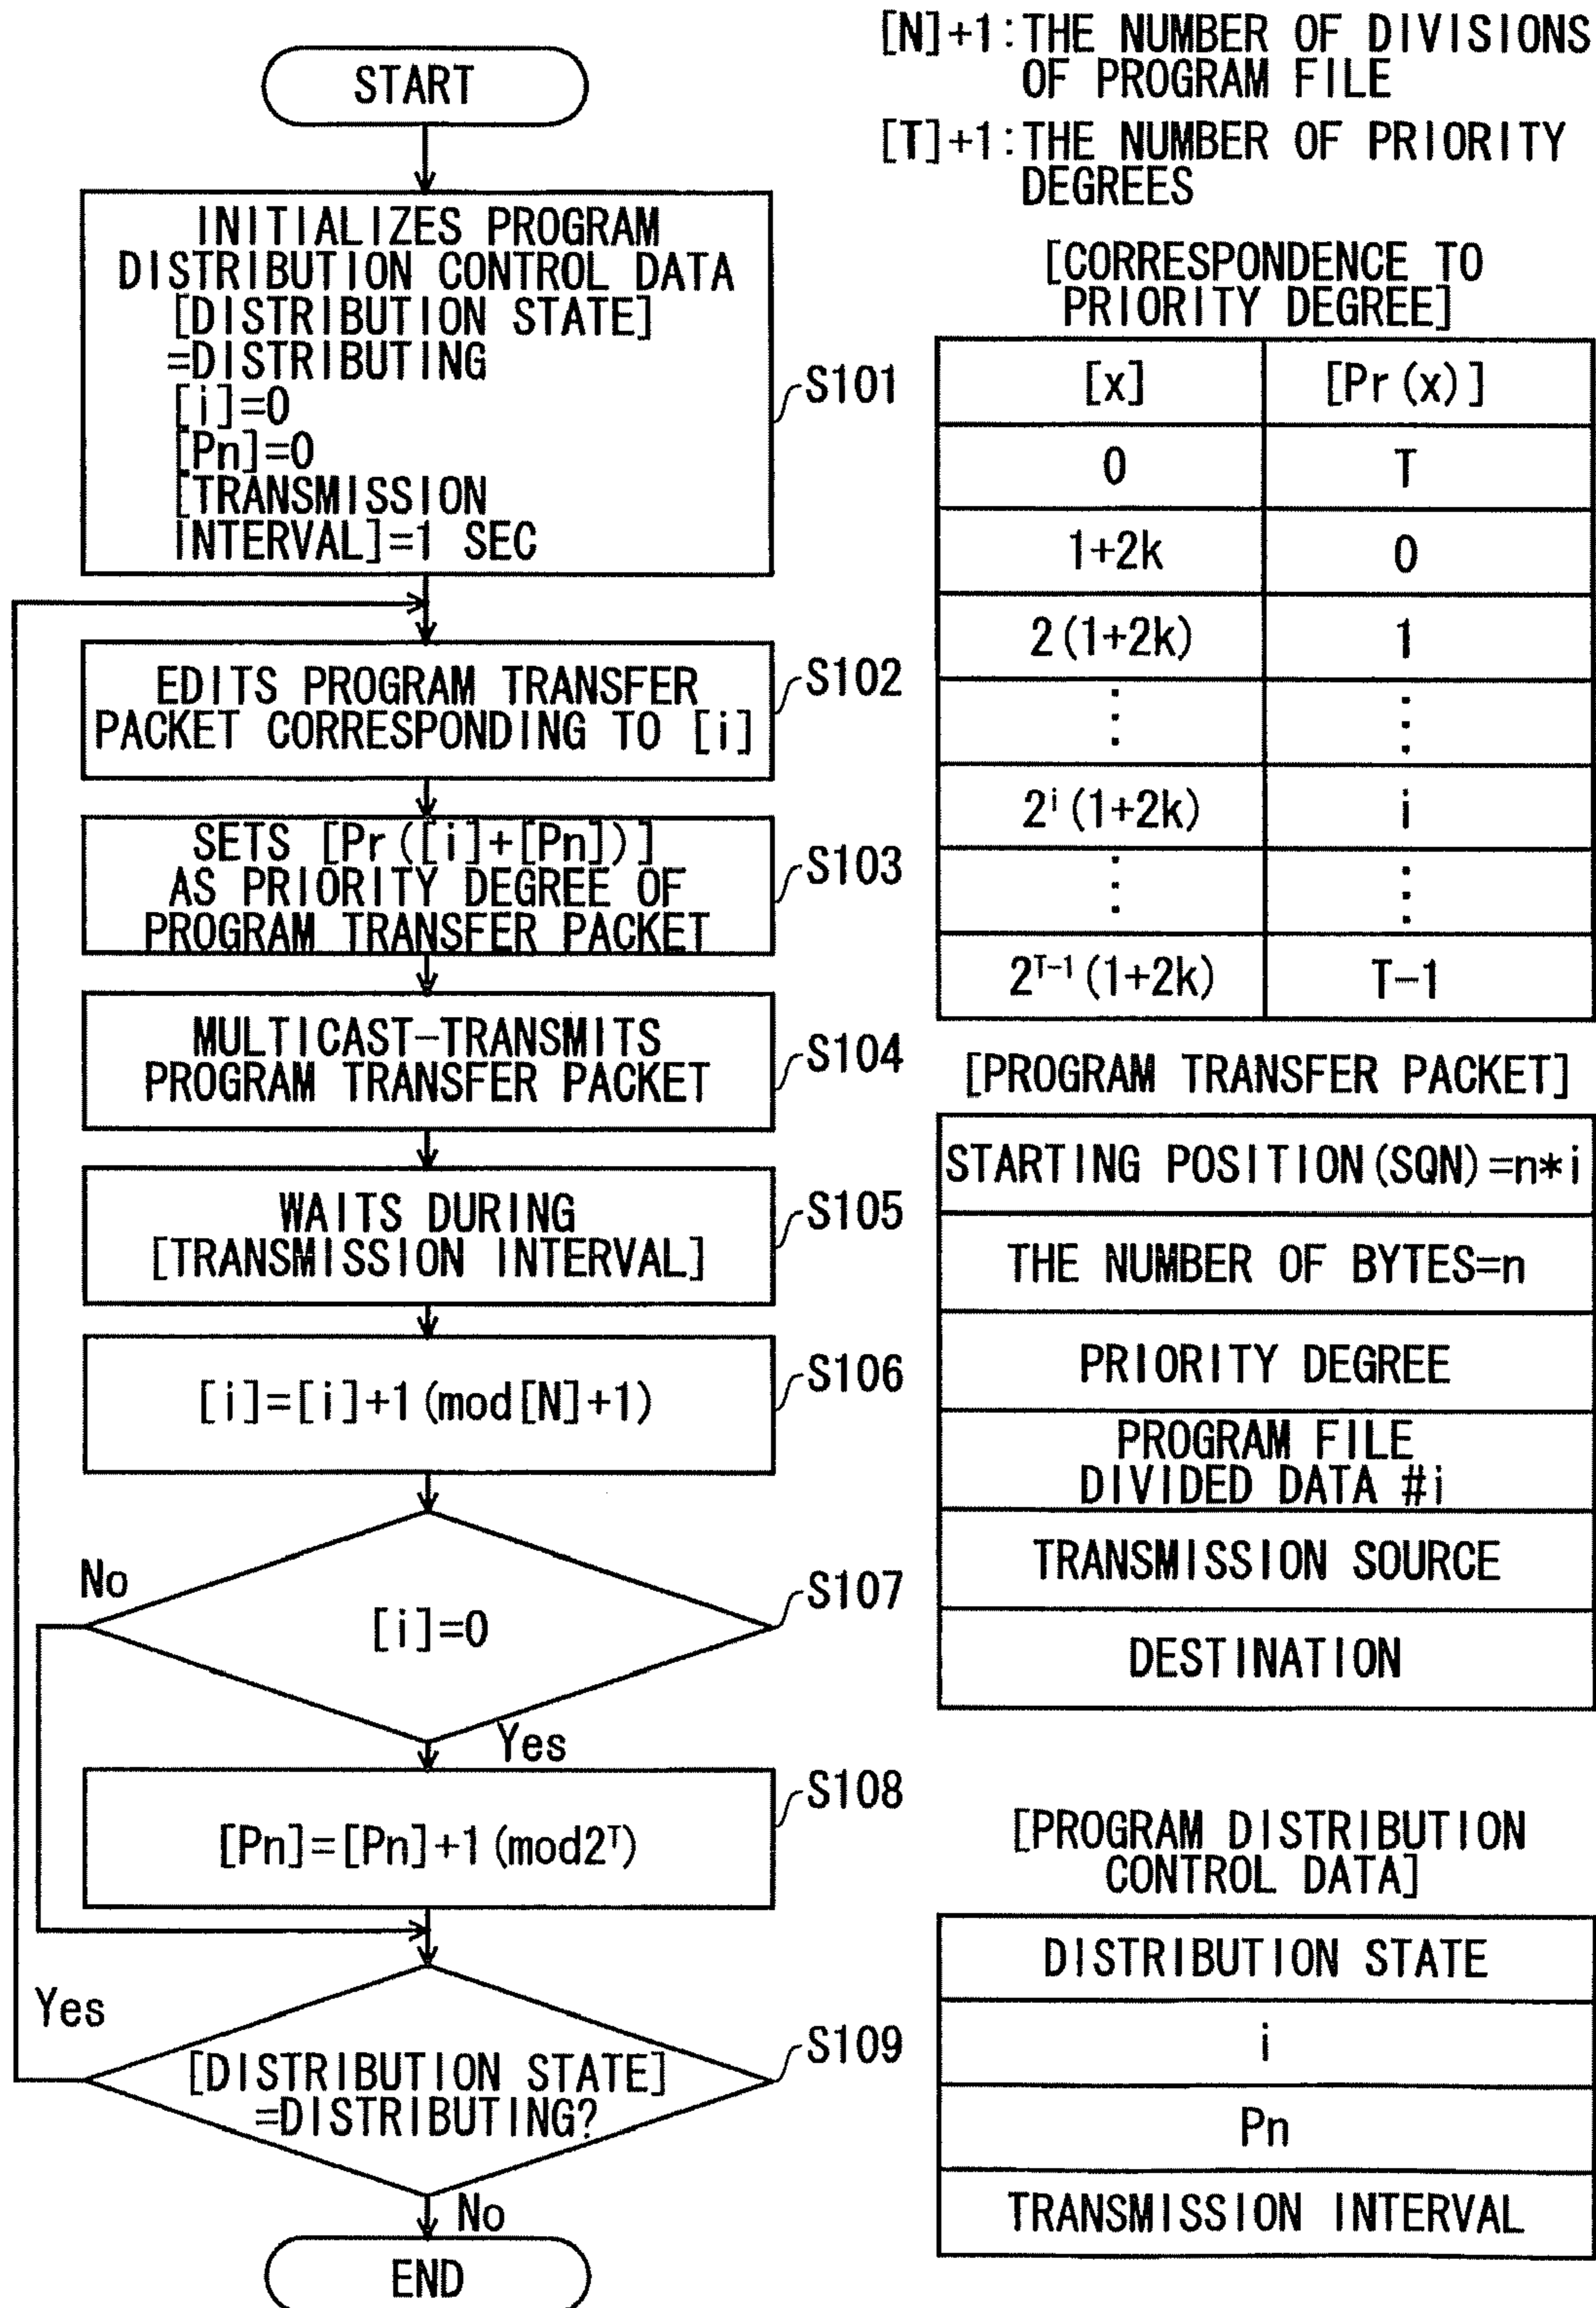 START
INITIALIZES PROGRAM
DISTRIBUTION CONTROL DATA
[DISTRIBUTION STATE]
=DISTRIBUTING
[i]=0
[Pn]=0
[TRANSMISSION
INTERVAL]=1 SEC
S101
EDITS PROGRAM TRANSFER
PACKET CORRESPONDING TO [i]
S102
SETS [Pr([i]+[Pn])]
AS PRIORITY DEGREE OF
PROGRAM TRANSFER PACKET
S103
MULTICAST-TRANSMITS
PROGRAM TRANSFER PACKET
S104
WAITS DURING
[TRANSMISSION INTERVAL]
S105
[i]=[i]+1(mod[N]+1)
S106
No
[i]=0
S107
Yes
[Pn]=[Pn]+1(mod2ᵀ)
S108
Yes
[DISTRIBUTION STATE]
=DISTRIBUTING?
S109
No
END
[N]+1:THE NUMBER OF DIVISIONS
OF PROGRAM FILE
[T]+1:THE NUMBER OF PRIORITY
DEGREES
[CORRESPONDENCE TO
PRIORITY DEGREE]
[x] [Pr(x)]
0 T
1+2k 0
2(1+2k) 1
⋮ ⋮
2ⁱ(1+2k) i
⋮ ⋮
2ᵀ⁻¹(1+2k) T-1
[PROGRAM TRANSFER PACKET]
STARTING POSITION(SQN)=n*i
THE NUMBER OF BYTES=n
PRIORITY DEGREE
PROGRAM FILE
DIVIDED DATA #i
TRANSMISSION SOURCE
DESTINATION
[PROGRAM DISTRIBUTION
CONTROL DATA]
DISTRIBUTION STATE
i
Pn
TRANSMISSION INTERVAL